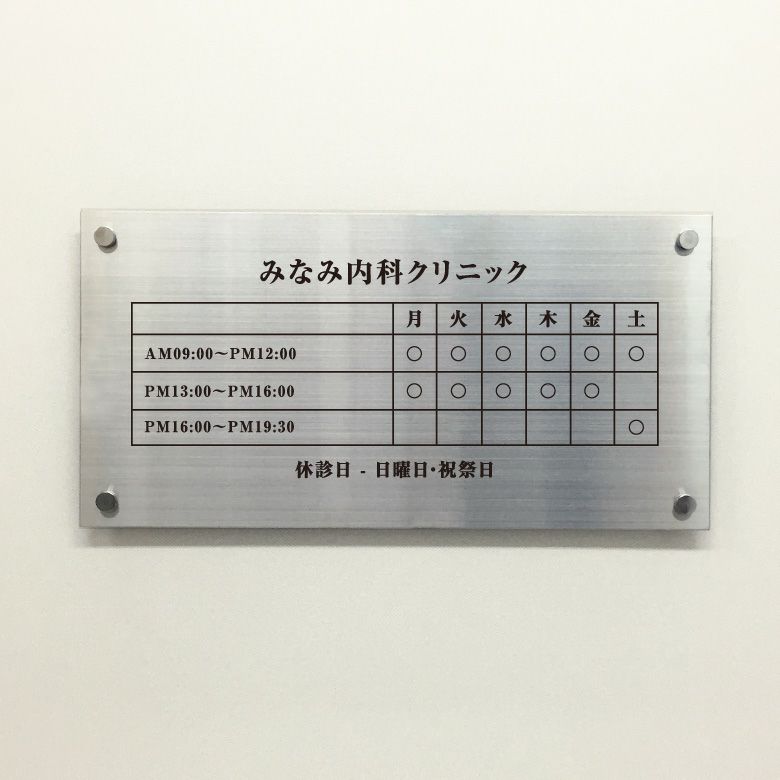 みなみ内科クリニック
月 火 水 木 金 土
AM09:00〜PM12:00 ○ ○ ○ ○ ○ ○
PM13:00〜PM16:00 ○ ○ ○ ○ ○
PM16:00〜PM19:30 ○
休診日 - 日曜日・祝祭日